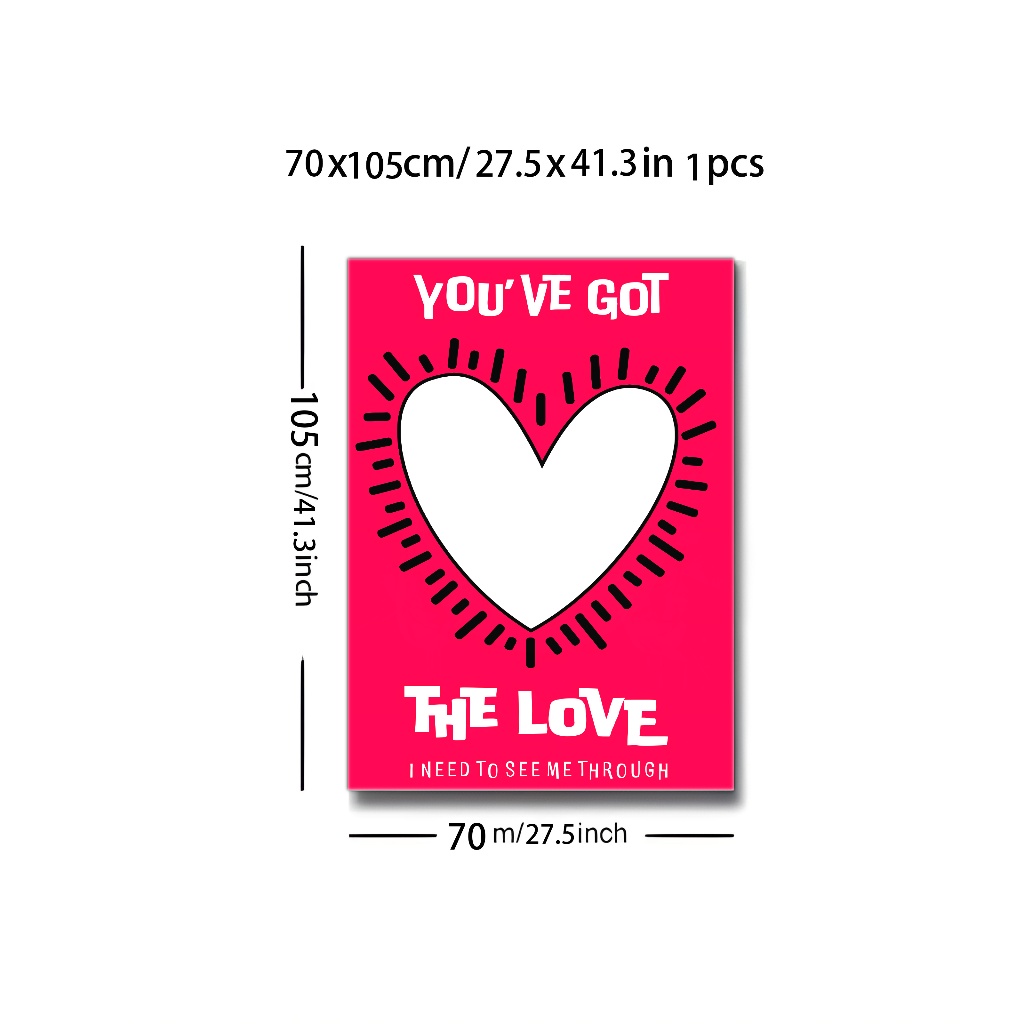 70x105cm/ 27.5x41.3in 1pcs
YOU'VE GOT
105cm/41.3inch
THE LOVE
I NEED TO SEE ME THROUGH
70 m/27.5inch